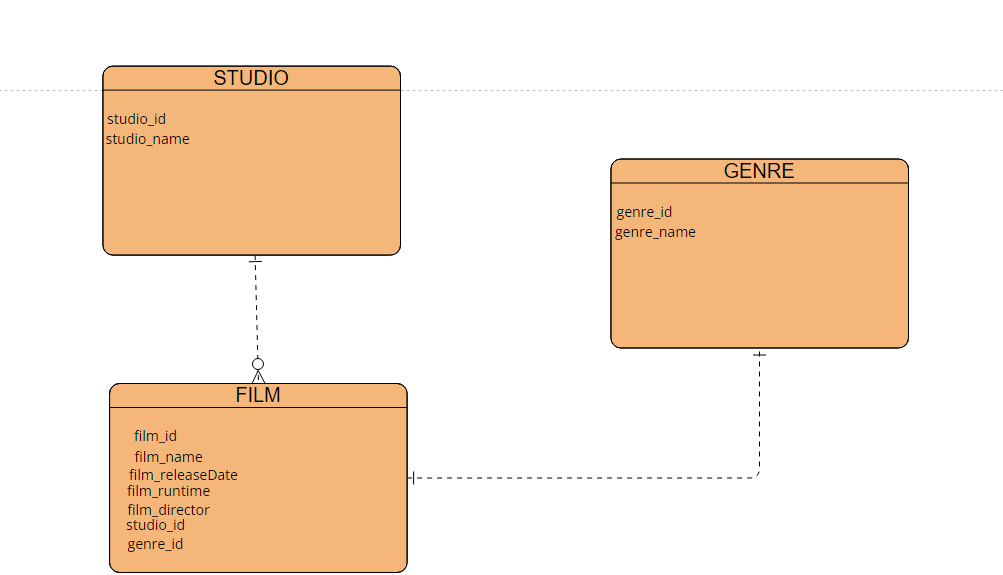 STUDIO
studio_id
studio_name
GENRE
genre_id
genre_name
FILM
film_id
film_name
film_releaseDate
film_runtime
film_director
studio_id
genre_id